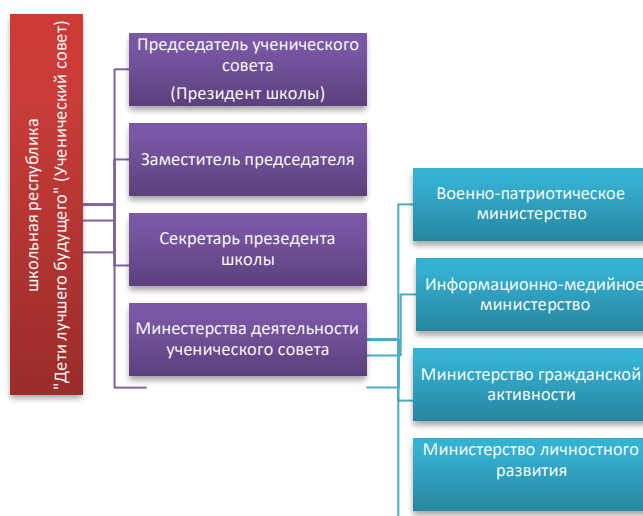 школьная республика
"Дети лучшего будущего" (Ученический совет)
Председатель ученического
совета
(Президент школы)
Заместитель председателя
Секретарь презедента
школы
Минестерства деятельности
ученического совета
Военно-патриотическое
министерство
Информационно-медийное
министерство
Министерство гражданской
активности
Министерство личностного
развития